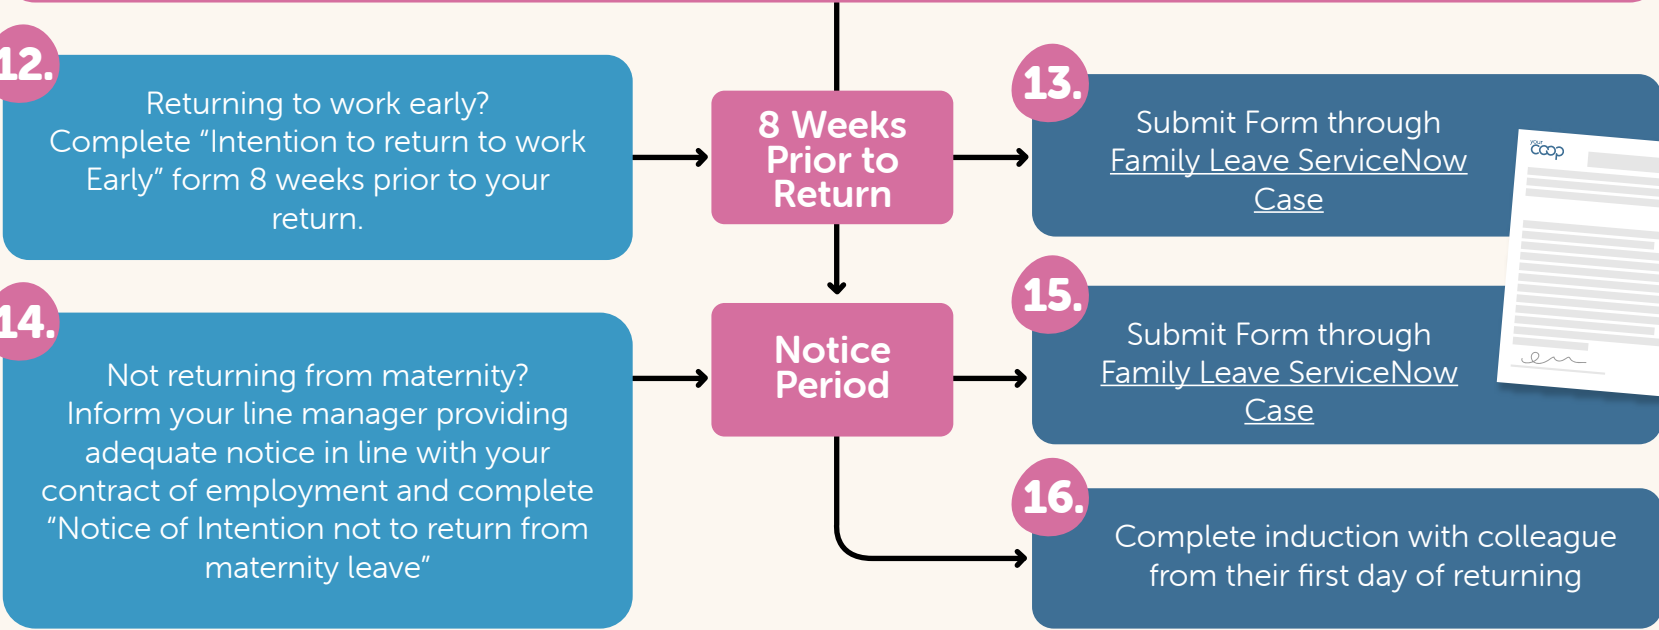 12.
Returning to work early?
Complete “Intention to return to work
Early” form 8 weeks prior to your
return.
8 Weeks
Prior to
Return
13.
Submit Form through
Family Leave ServiceNow
Case
your
coop
14.
Not returning from maternity?
Inform your line manager providing
adequate notice in line with your
contract of employment and complete
“Notice of Intention not to return from
maternity leave”
Notice
Period
15.
Submit Form through
Family Leave ServiceNow
Case
16.
Complete induction with colleague
from their first day of returning